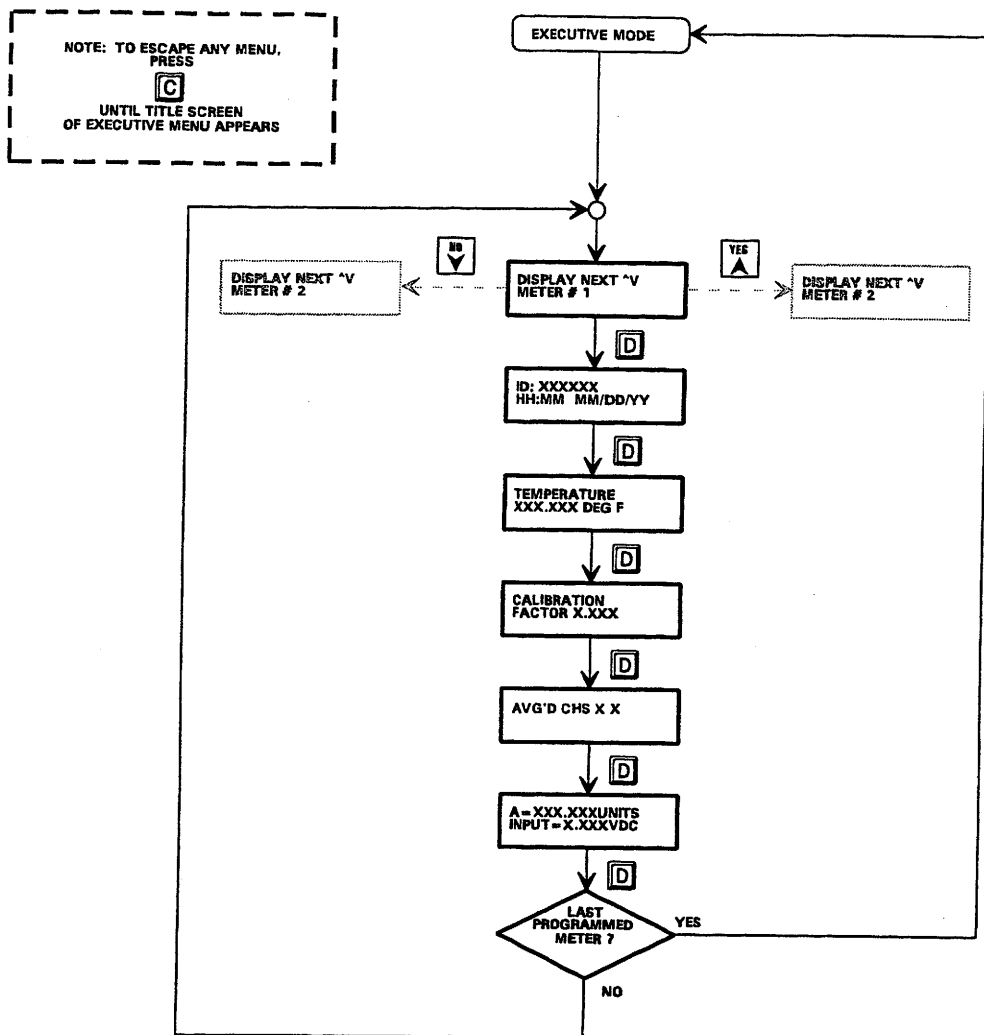 NOTE: TO ESCAPE ANY MENU,
PRESS
C
UNTIL TITLE SCREEN
OF EXECUTIVE MENU APPEARS
EXECUTIVE MODE
NO
YES
DISPLAY NEXT ^V
METER # 2
DISPLAY NEXT ^V
METER # 1
DISPLAY NEXT ^V
METER # 2
D
ID: XXXXXX
HH:MM MM/DD/YY
D
TEMPERATURE
XXX.XXX DEG F
D
CALIBRATION
FACTOR X.XXX
D
AVG'D CHS X X
D
A=XXX.XXXUNITS
INPUT=X.XXXVDC
D
LAST
PROGRAMMED
METER ?
YES
NO